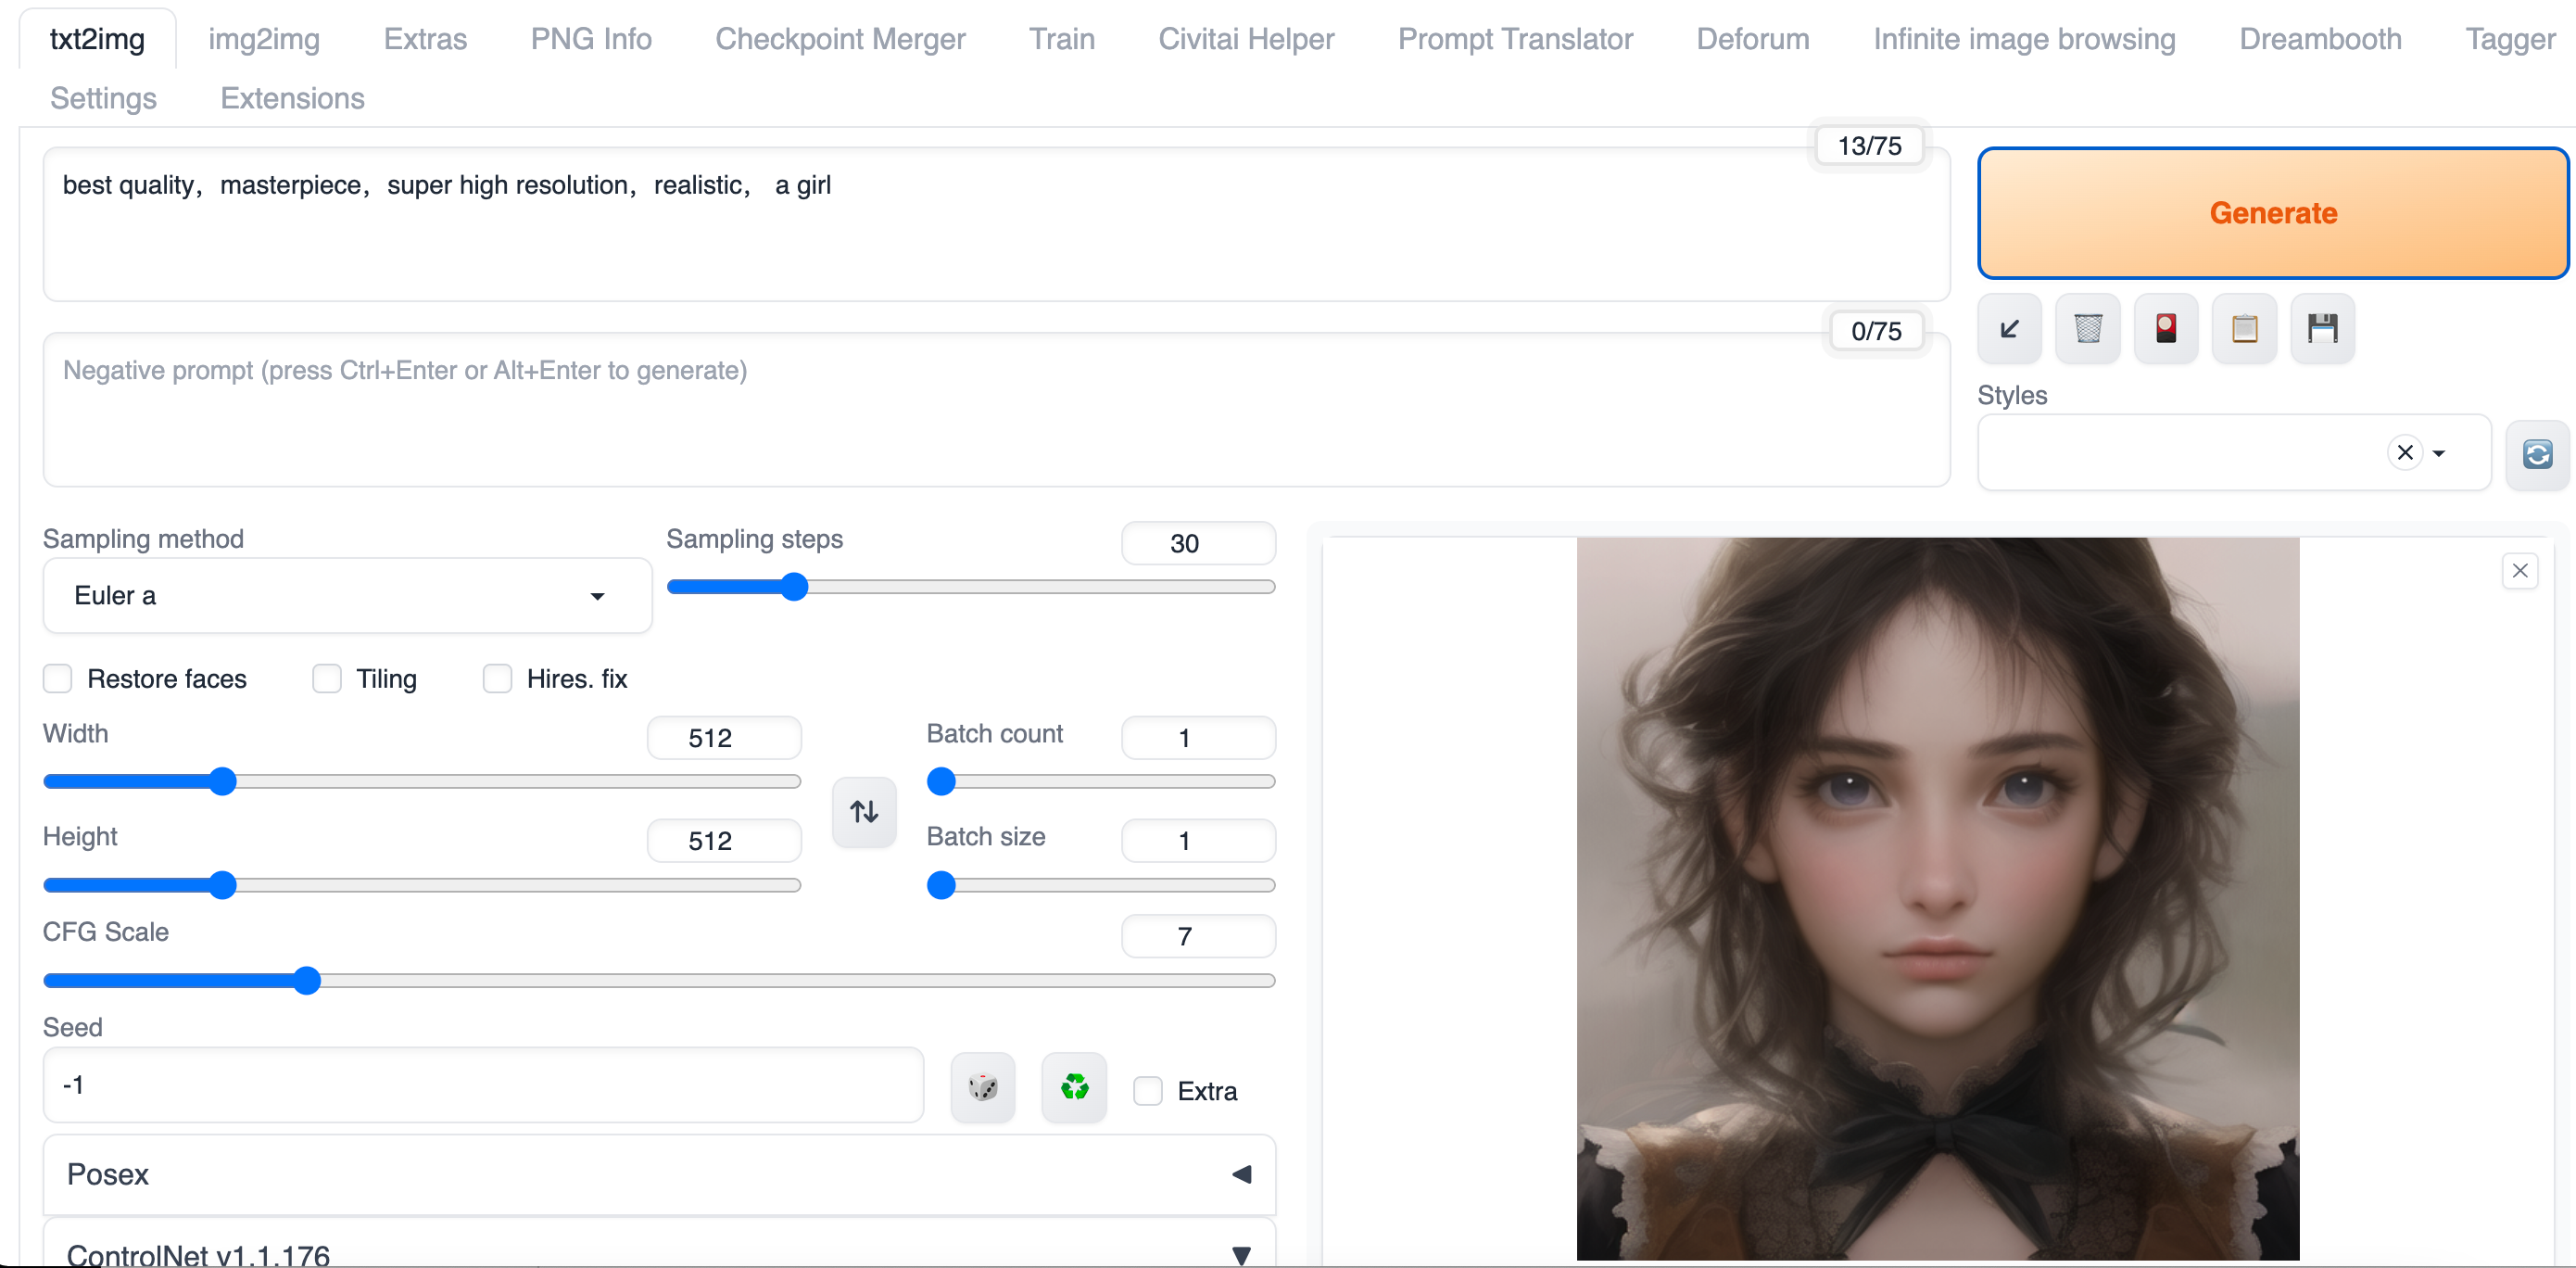 txt2img img2img Extras PNG Info Checkpoint Merger Train Civitai Helper Prompt Translator Deforum Infinite image browsing Dreambooth Tagger
Settings Extensions
13/75
best quality，masterpiece，super high resolution，realistic， a girl
Generate
0/75
Negative prompt (press Ctrl+Enter or Alt+Enter to generate)
Styles
Sampling method
Euler a
Sampling steps
30
Restore faces Tiling Hires. fix
Width
512
Batch count
1
Height
512
Batch size
1
CFG Scale
7
Seed
-1
Extra
Posex
ControlNet v1.1.176